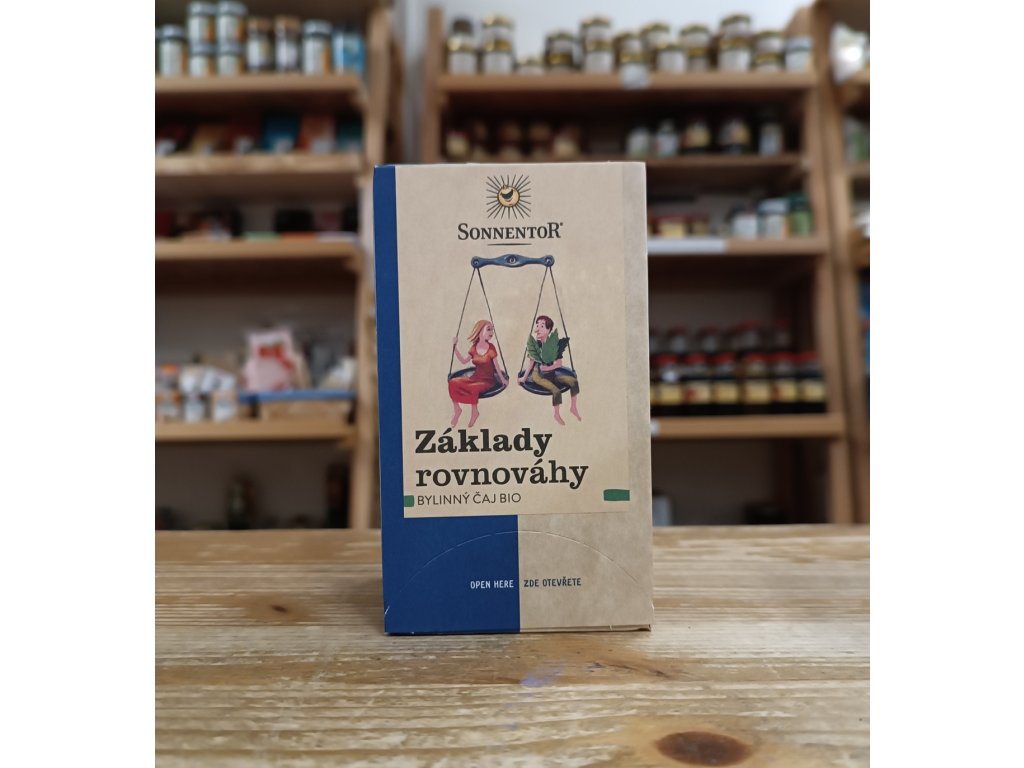 SONNENTOR®
Základy
rovnováhy
BYLINNÝ ČAJ BIO
OPEN HERE ZDE OTEVŘETE